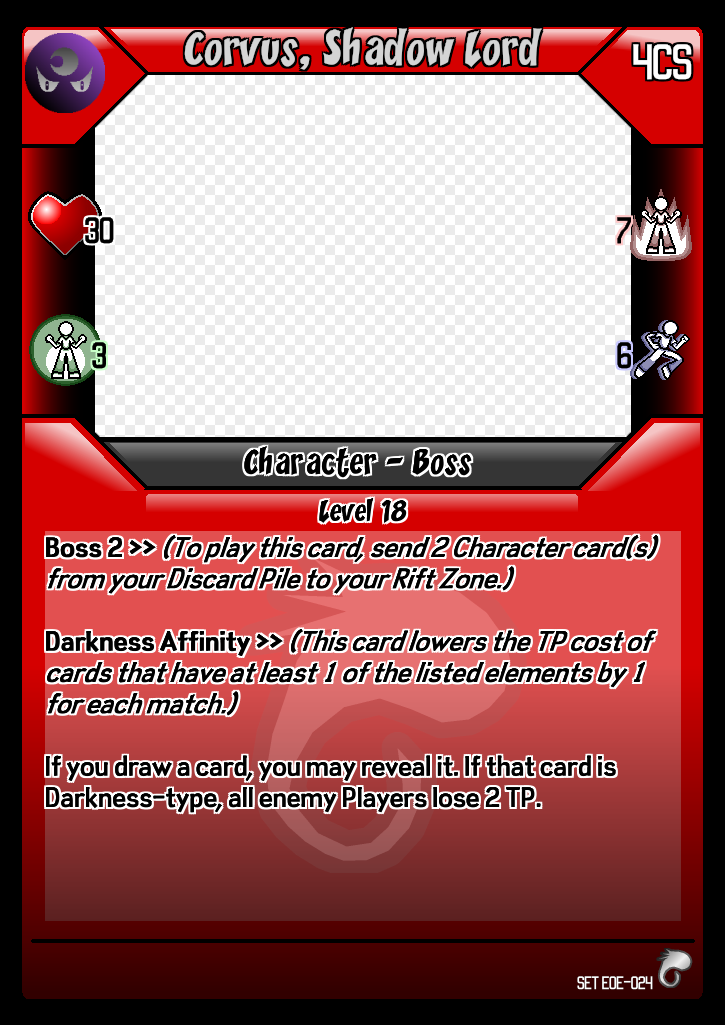 Corvus, Shadow Lord
4CS
30
7
3
6
Character - Boss
Level 18
Boss 2 >> (To play this card, send 2 Character card(s)
from your Discard Pile to your Rift Zone.)
Darkness Affinity >> (This card lowers the TP cost of
cards that have at least 1 of the listed elements by 1
for each match.)
If you draw a card, you may reveal it. If that card is
Darkness-type, all enemy Players lose 2 TP.
SET EOE-024